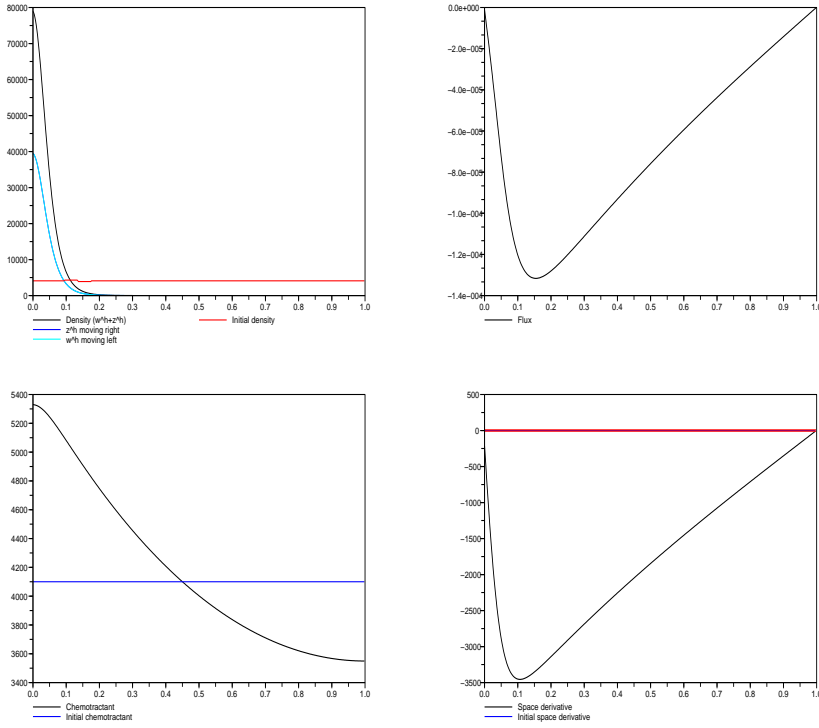 80000
70000
60000
50000
40000
30000
20000
10000
0
0.0 0.1 0.2 0.3 0.4 0.5 0.6 0.7 0.8 0.9 1.0
Density (w^h+z^h) Initial density
z^h moving right
w^h moving left
0.0e+000
-2.0e-005
-4.0e-005
-6.0e-005
-8.0e-005
-1.0e-004
-1.2e-004
-1.4e-004
0.0 0.1 0.2 0.3 0.4 0.5 0.6 0.7 0.8 0.9 1.0
Flux
5400
5200
5000
4800
4600
4400
4200
4000
3800
3600
3400
0.0 0.1 0.2 0.3 0.4 0.5 0.6 0.7 0.8 0.9 1.0
Chemotractant
Initial chemotractant
500
0
-500
-1000
-1500
-2000
-2500
-3000
-3500
0.0 0.1 0.2 0.3 0.4 0.5 0.6 0.7 0.8 0.9 1.0
Space derivative
Initial space derivative